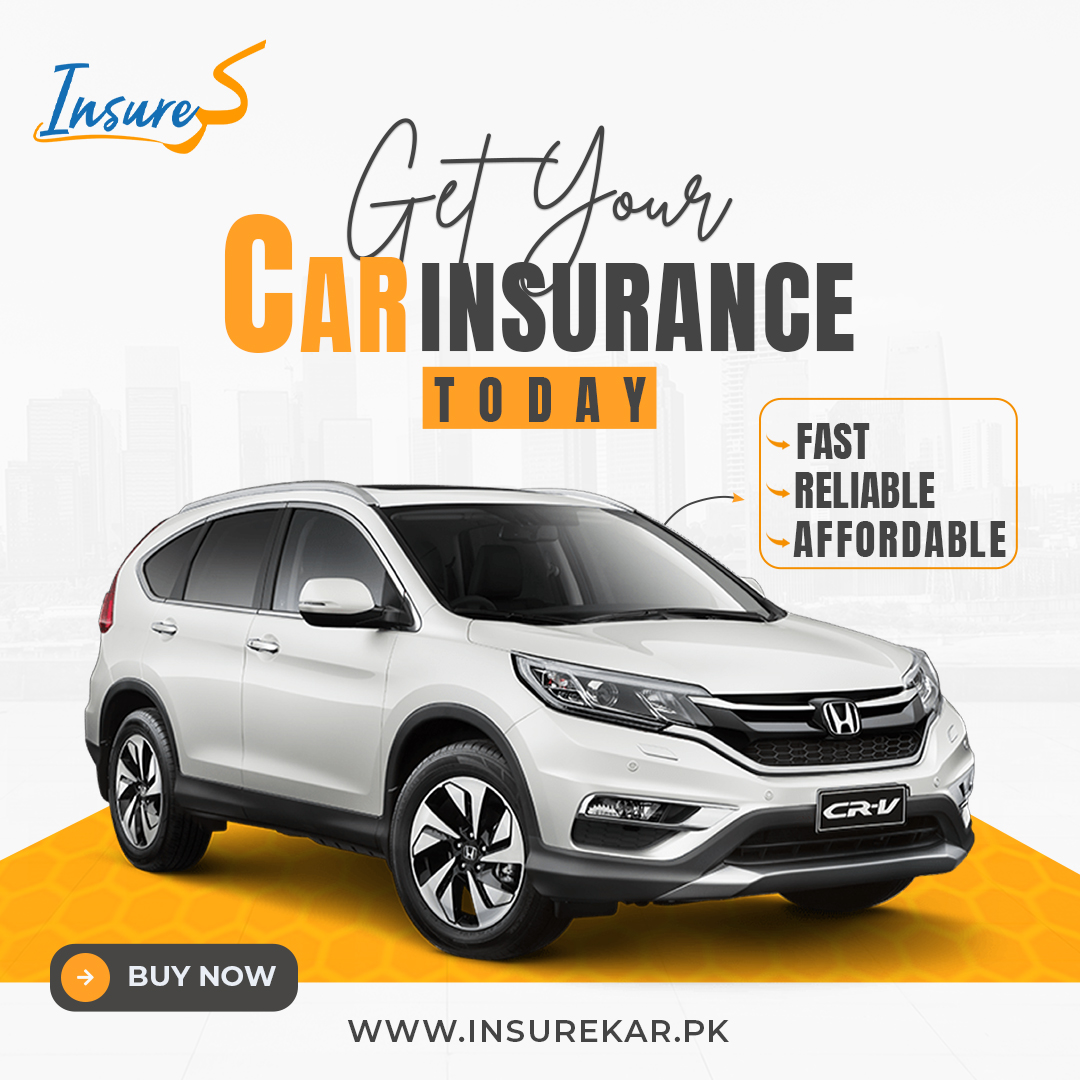 InsureS
Get Your
CAR INSURANCE
TODAY
FAST
RELIABLE
AFFORDABLE
CR-V
BUY NOW
WWW.INSUREKAR.PK